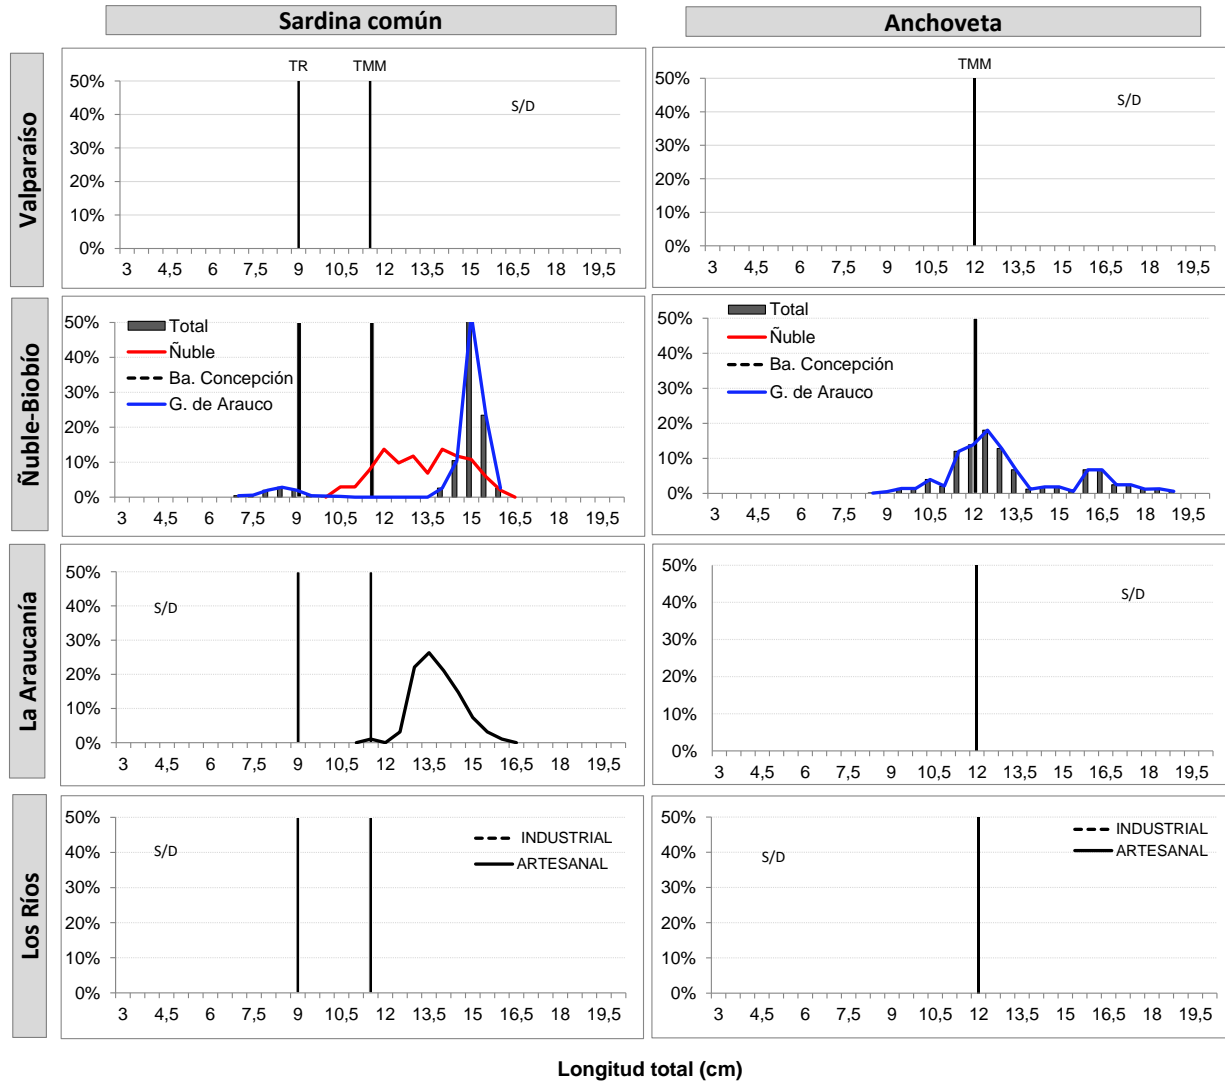 Sardina común
Anchoveta
Valparaíso
TR TMM
S/D
50%
40%
30%
20%
10%
0%
3 4,5 6 7,5 9 10,5 12 13,5 15 16,5 18 19,5
TMM
S/D
50%
40%
30%
20%
10%
0%
3 4,5 6 7,5 9 10,5 12 13,5 15 16,5 18 19,5
Ñuble-Biobío
50%
40%
30%
20%
10%
0%
Total
Ñuble
Ba. Concepción
G. de Arauco
3 4,5 6 7,5 9 10,5 12 13,5 15 16,5 18 19,5
50%
40%
30%
20%
10%
0%
Total
Ñuble
Ba. Concepción
G. de Arauco
3 4,5 6 7,5 9 10,5 12 13,5 15 16,5 18 19,5
La Araucanía
50%
40%
30%
20%
10%
0%
S/D
3 4,5 6 7,5 9 10,5 12 13,5 15 16,5 18 19,5
50%
40%
30%
20%
10%
0%
S/D
3 4,5 6 7,5 9 10,5 12 13,5 15 16,5 18 19,5
Los Ríos
50%
40%
30%
20%
10%
0%
S/D
INDUSTRIAL
ARTESANAL
3 4,5 6 7,5 9 10,5 12 13,5 15 16,5 18 19,5
50%
40%
30%
20%
10%
0%
S/D
INDUSTRIAL
ARTESANAL
3 4,5 6 7,5 9 10,5 12 13,5 15 16,5 18 19,5
Longitud total (cm)